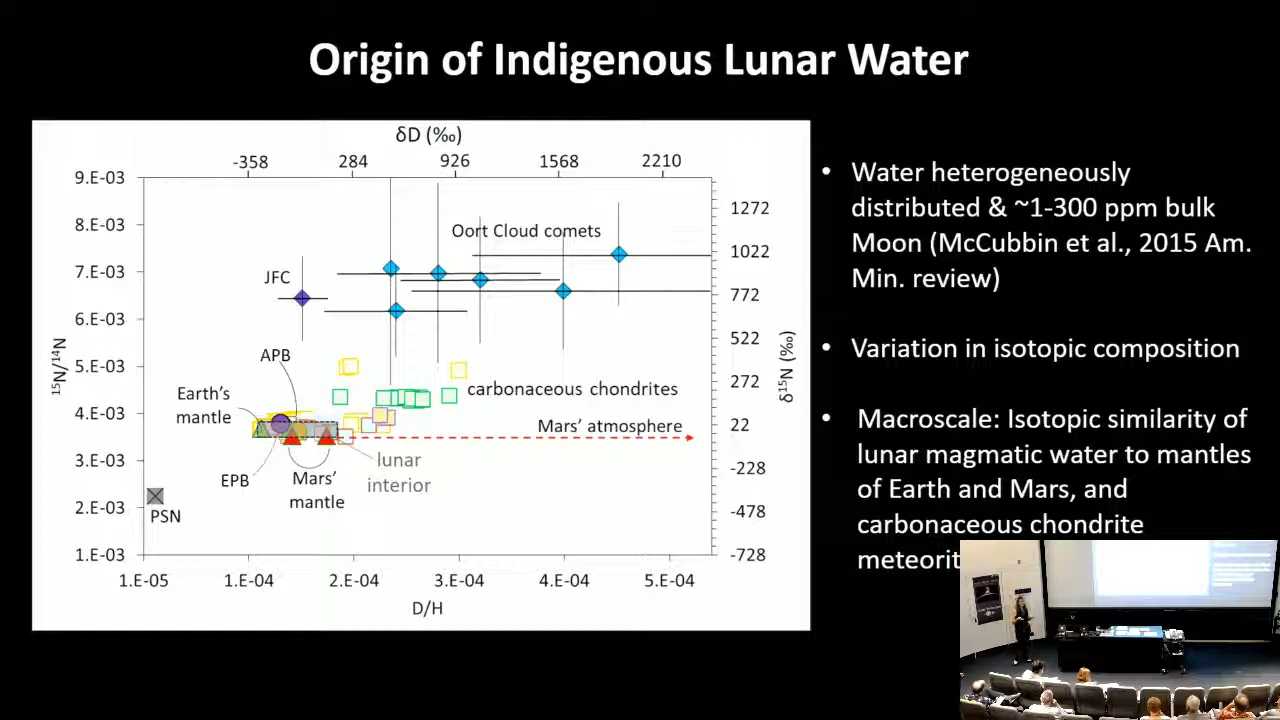 Origin of Indigenous Lunar Water
δD (‰)
-358 284 926 1568 2210
9.E-03
8.E-03
7.E-03
6.E-03
5.E-03
4.E-03
3.E-03
2.E-03
1.E-03
15N/14N
1272
1022
772
522
272
22
-228
-478
-728
δ15N (‰)
Oort Cloud comets
JFC
APB
Earth's
mantle
carbonaceous chondrites
Mars' atmosphere
lunar
interior
EPB
Mars'
mantle
PSN
1.E-05 1.E-04 2.E-04 3.E-04 4.E-04 5.E-04
D/H
• Water heterogeneously
distributed & ~1-300 ppm bulk
Moon (McCubbin et al., 2015 Am.
Min. review)
• Variation in isotopic composition
• Macroscale: Isotopic similarity of
lunar magmatic water to mantles
of Earth and Mars, and
carbonaceous chondrite